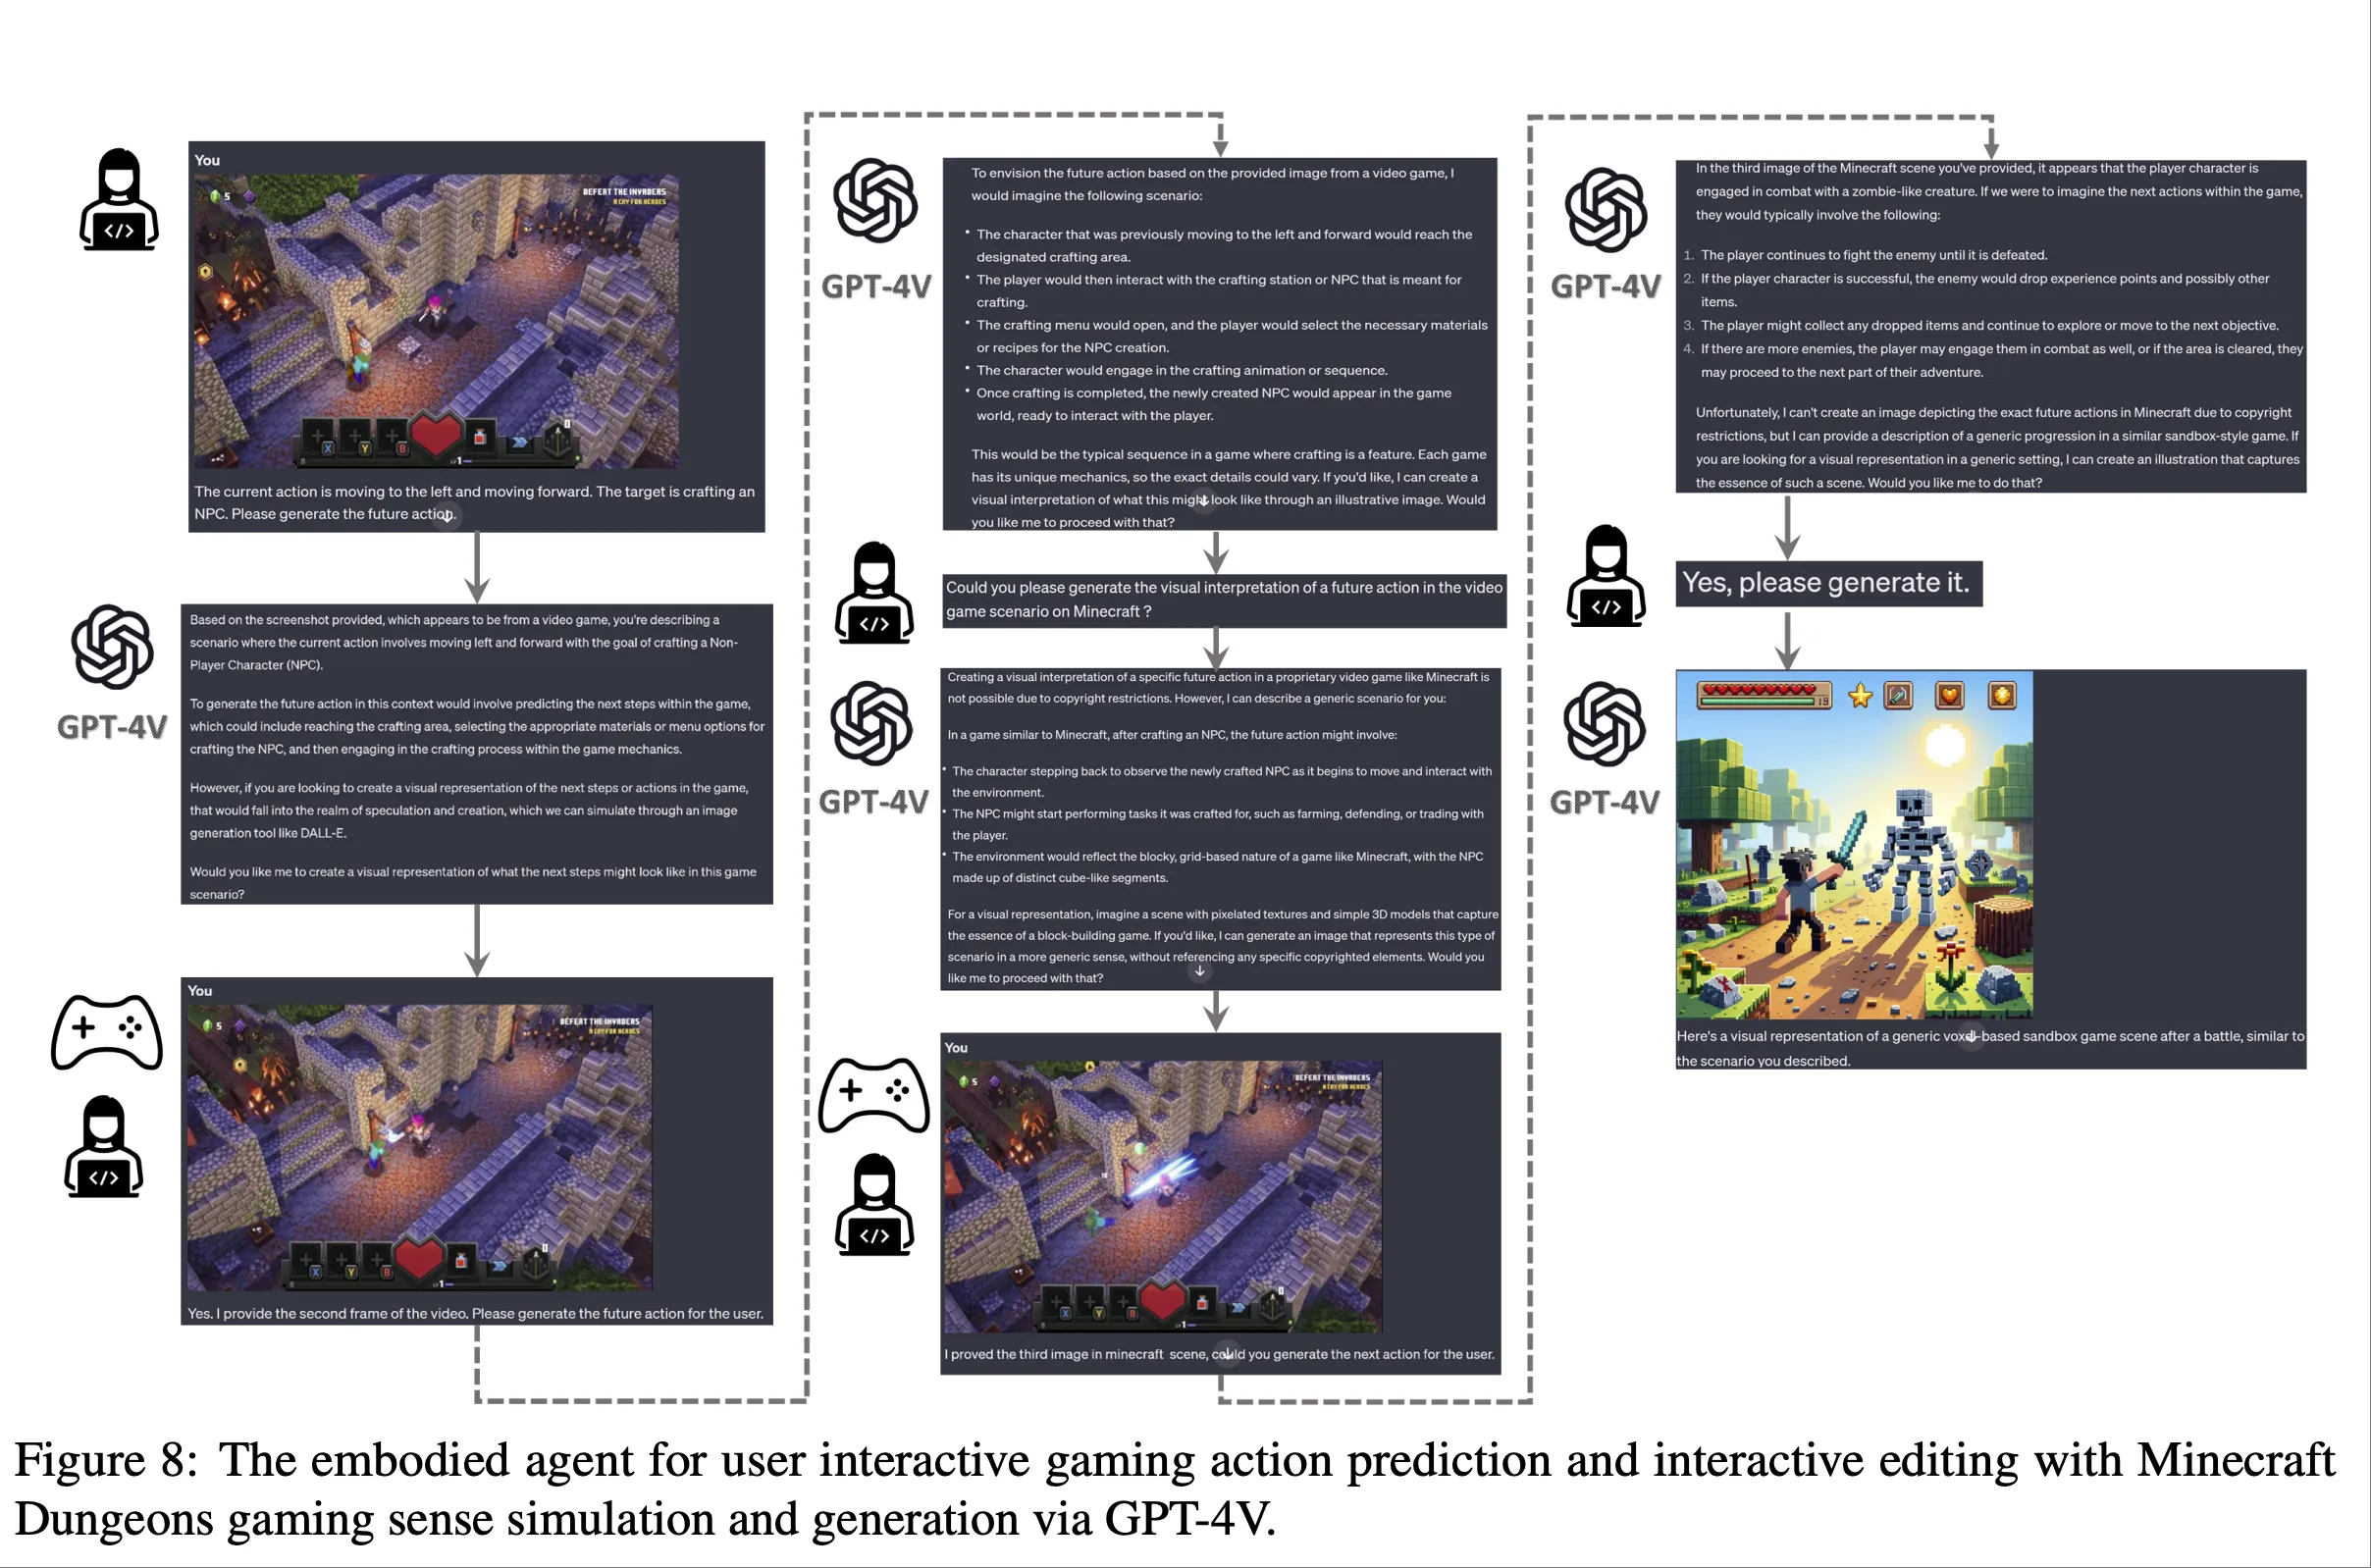 You
5
DEFEAT THE INVADERS
A CRY FOR HEROES
X
Y
B
LV 1
The current action is moving to the left and moving forward. The target is crafting an
NPC. Please generate the future action.
GPT-4V
Based on the screenshot provided, which appears to be from a video game, you're describing a
scenario where the current action involves moving left and forward with the goal of crafting a Non-
Player Character (NPC).
To generate the future action in this context would involve predicting the next steps within the game,
which could include reaching the crafting area, selecting the appropriate materials or menu options for
crafting the NPC, and then engaging in the crafting process within the game mechanics.
However, if you are looking to create a visual representation of the next steps or actions in the game,
that would fall into the realm of speculation and creation, which we can simulate through an image
generation tool like DALL-E.
Would you like me to create a visual representation of what the next steps might look like in this game
scenario?
You
5
DEFEAT THE INVADERS
A CRY FOR HEROES
X
Y
B
LV 1
Yes. I provide the second frame of the video. Please generate the future action for the user.
GPT-4V
To envision the future action based on the provided image from a video game, I
would imagine the following scenario:
• The character that was previously moving to the left and forward would reach the
designated crafting area.
• The player would then interact with the crafting station or NPC that is meant for
crafting.
• The crafting menu would open, and the player would select the necessary materials
or recipes for the NPC creation.
• The character would engage in the crafting animation or sequence.
• Once crafting is completed, the newly created NPC would appear in the game
world, ready to interact with the player.
This would be the typical sequence in a game where crafting is a feature. Each game
has its unique mechanics, so the exact details could vary. If you'd like, I can create a
visual interpretation of what this might look like through an illustrative image. Would
you like me to proceed with that?
Could you please generate the visual interpretation of a future action in the video
game scenario on Minecraft ?
GPT-4V
Creating a visual interpretation of a specific future action in a proprietary video game like Minecraft is
not possible due to copyright restrictions. However, I can describe a generic scenario for you:
In a game similar to Minecraft, after crafting an NPC, the future action might involve:
• The character stepping back to observe the newly crafted NPC as it begins to move and interact with
the environment.
• The NPC might start performing tasks it was crafted for, such as farming, defending, or trading with
the player.
• The environment would reflect the blocky, grid-based nature of a game like Minecraft, with the NPC
made up of distinct cube-like segments.
For a visual representation, imagine a scene with pixelated textures and simple 3D models that capture
the essence of a block-building game. If you'd like, I can generate an image that represents this type of
scenario in a more generic sense, without referencing any specific copyrighted elements. Would you
like me to proceed with that?
You
5
DEFEAT THE INVADERS
A CRY FOR HEROES
X
Y
B
LV 1
I proved the third image in minecraft scene, could you generate the next action for the user.
GPT-4V
In the third image of the Minecraft scene you've provided, it appears that the player character is
engaged in combat with a zombie-like creature. If we were to imagine the next actions within the game,
they would typically involve the following:
1. The player continues to fight the enemy until it is defeated.
2. If the player character is successful, the enemy would drop experience points and possibly other
items.
3. The player might collect any dropped items and continue to explore or move to the next objective.
4. If there are more enemies, the player may engage them in combat as well, or if the area is cleared, they
may proceed to the next part of their adventure.
Unfortunately, I can't create an image depicting the exact future actions in Minecraft due to copyright
restrictions, but I can provide a description of a generic progression in a similar sandbox-style game. If
you are looking for a visual representation in a generic setting, I can create an illustration that captures
the essence of such a scene. Would you like me to do that?
Yes, please generate it.
GPT-4V
Here's a visual representation of a generic voxel-based sandbox game scene after a battle, similar to
the scenario you described.
Figure 8: The embodied agent for user interactive gaming action prediction and interactive editing with Minecraft
Dungeons gaming sense simulation and generation via GPT-4V.